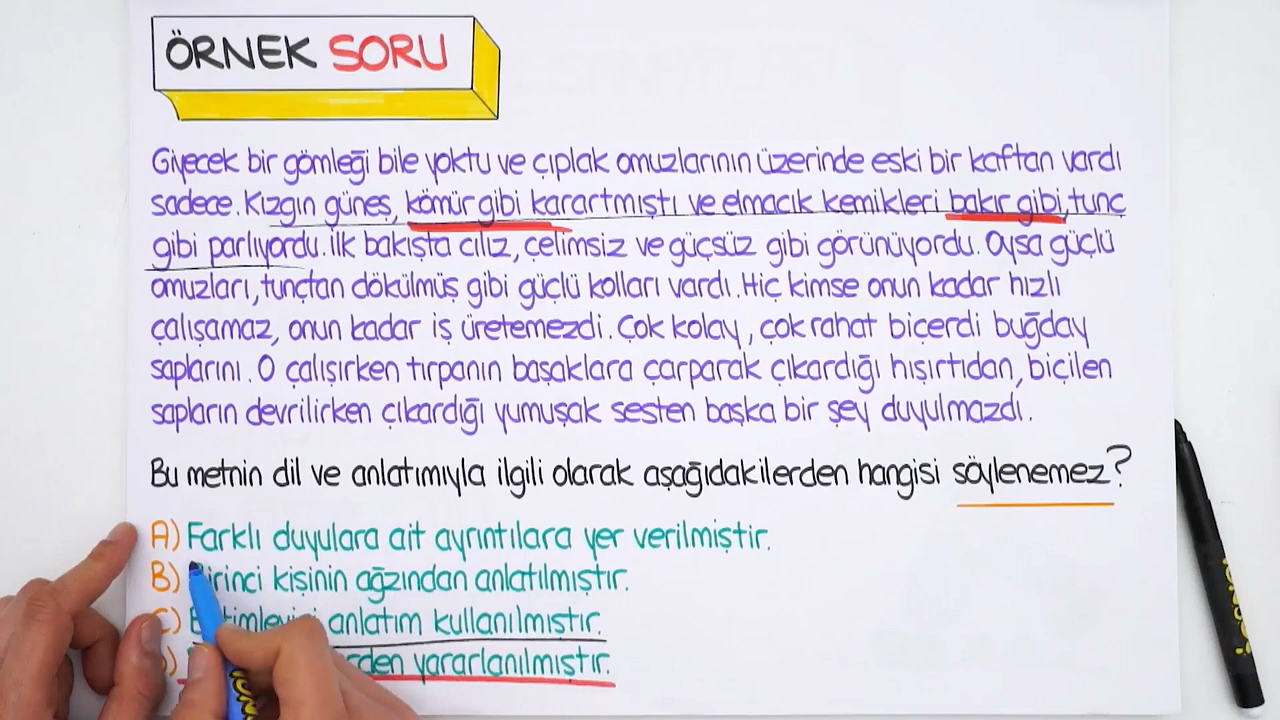 ÖRNEK SORU
Giyecek bir gömleği bile yoktu ve çıplak omuzlarının üzerinde eski bir kaftan vardı
sadece. Kızgın güneş, kömür gibi karartmıştı ve elmacık kemikleri bakır gibi, tunç
gibi parlıyordu. İlk bakışta cılız, çelimsiz ve güçsüz gibi görünüyordu. Oysa güçlü
omuzları, tunçtan dökülmüş gibi güçlü kolları vardı. Hiç kimse onun kadar hızlı
çalışamaz, onun kadar iş üretemezdi. Çok kolay, çok rahat biçerdi buğday
saplarını. O çalışırken tırpanın başaklara çarparak çıkardığı hışırtıdan, biçilen
sapların devrilirken çıkardığı yumuşak sesten başka bir şey duyulmazdı.
Bu metnin dil ve anlatımıyla ilgili olarak aşağıdakilerden hangisi söylenemez?
A) Farklı duyulara ait ayrıntılara yer verilmiştir.
B) Birinci kişinin ağzından anlatılmıştır.
C) anlatım kullanılmıştır.
yararlanılmıştır.